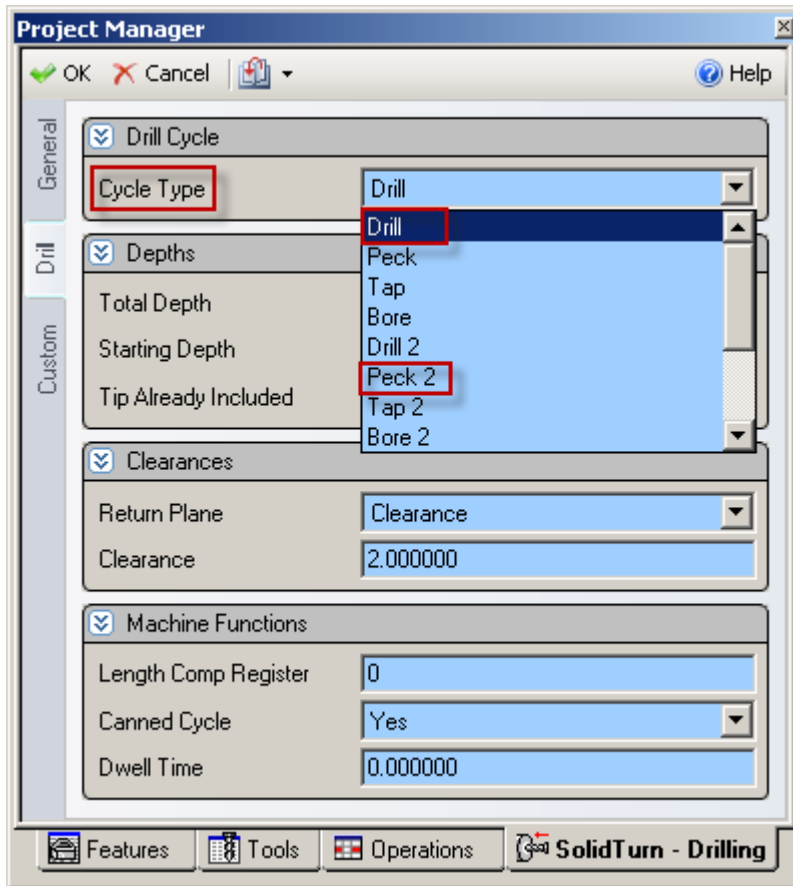 Project Manager
OK Cancel Help
General
Drill
Custom
Drill Cycle
Cycle Type Drill
Drill
Peck
Tap
Bore
Drill 2
Peck 2
Tap 2
Bore 2
Depths
Total Depth
Starting Depth
Tip Already Included
Clearances
Return Plane Clearance
Clearance 2.000000
Machine Functions
Length Comp Register 0
Canned Cycle Yes
Dwell Time 0.000000
Features Tools Operations SolidTurn - Drilling